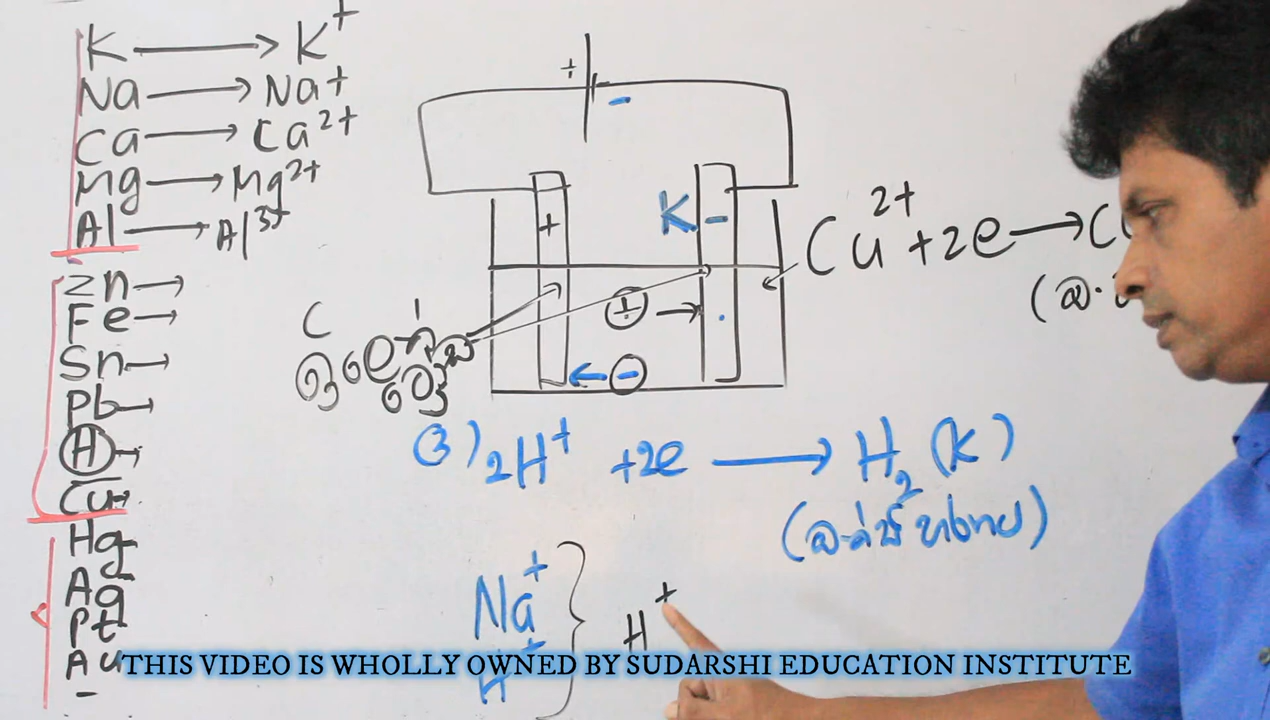 K → K⁺
Na → Na⁺
Ca → Ca²⁺
Mg → Mg²⁺
Al → Al³⁺
Zn →
Fe →
Sn →
Pb →
H →
Cu →
Hg
Ag
Pt
Au
+
-
+
K -
+
-
C
Cu²⁺ + 2e →
3) 2H⁺ + 2e → H₂ (K)
Na⁺
H⁺
} H⁺
THIS VIDEO IS WHOLLY OWNED BY SUDARSHI EDUCATION INSTITUTE